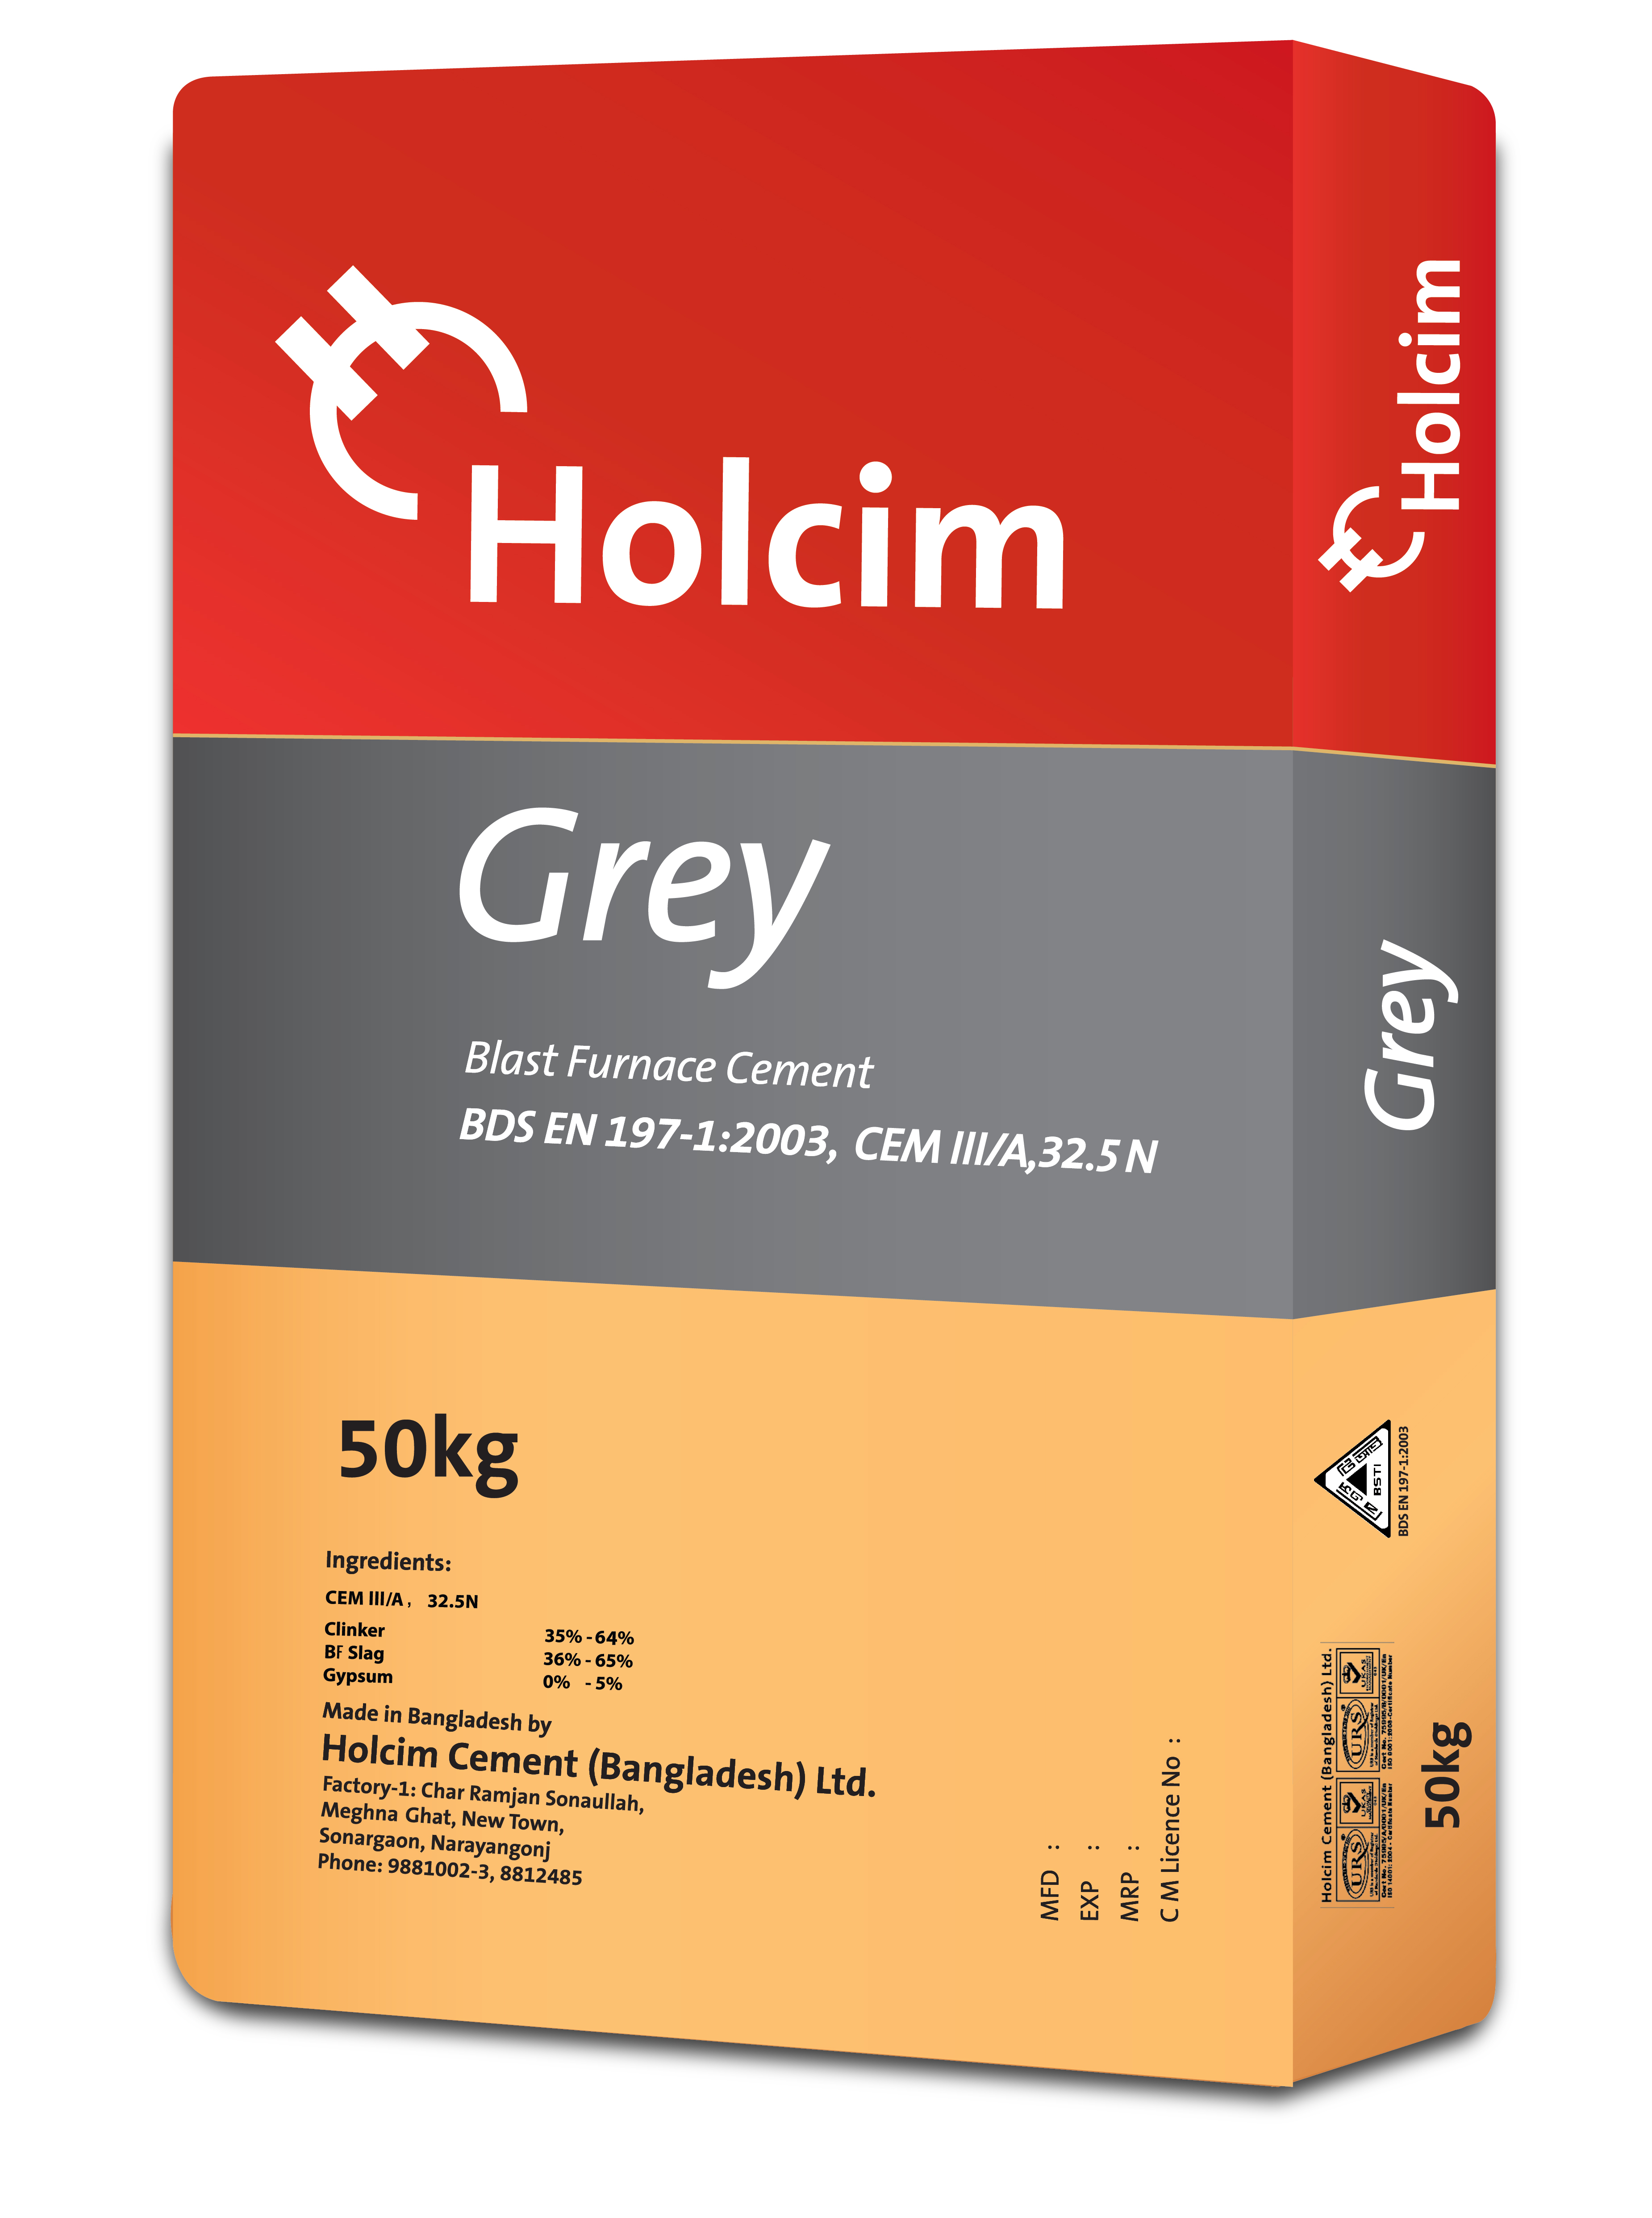 Holcim
Grey
Blast Furnace Cement
BDS EN 197-1:2003, CEM III/A,32.5 N
50kg
Ingredients:
CEM III/A , 32.5N
Clinker 35% - 64%
BF Slag 36% - 65%
Gypsum 0% - 5%
Made in Bangladesh by
Holcim Cement (Bangladesh) Ltd.
Factory-1: Char Ramjan Sonaullah,
Meghna Ghat, New Town,
Sonargaon, Narayangonj
Phone: 9881002-3, 8812485
MFD :
EXP :
MRP :
C M Licence No :
Holcim
Grey
BSTI
BDS EN 197-1:2003
Holcim Cement (Bangladesh) Ltd.
URS
UKAS
URS
UKAS
50kg